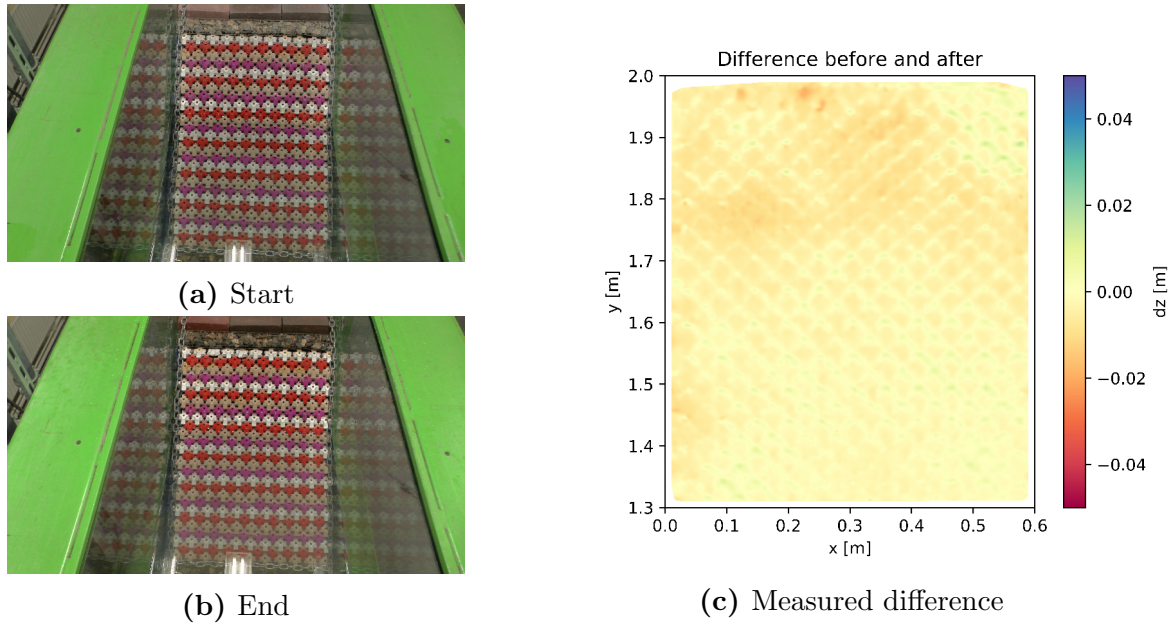 (a) Start
(b) End
Difference before and after
2.0
1.9
1.8
1.7
1.6
1.5
1.4
1.3
y [m]
0.0 0.1 0.2 0.3 0.4 0.5 0.6
x [m]
0.04
0.02
0.00
−0.02
−0.04
dz [m]
(c) Measured difference